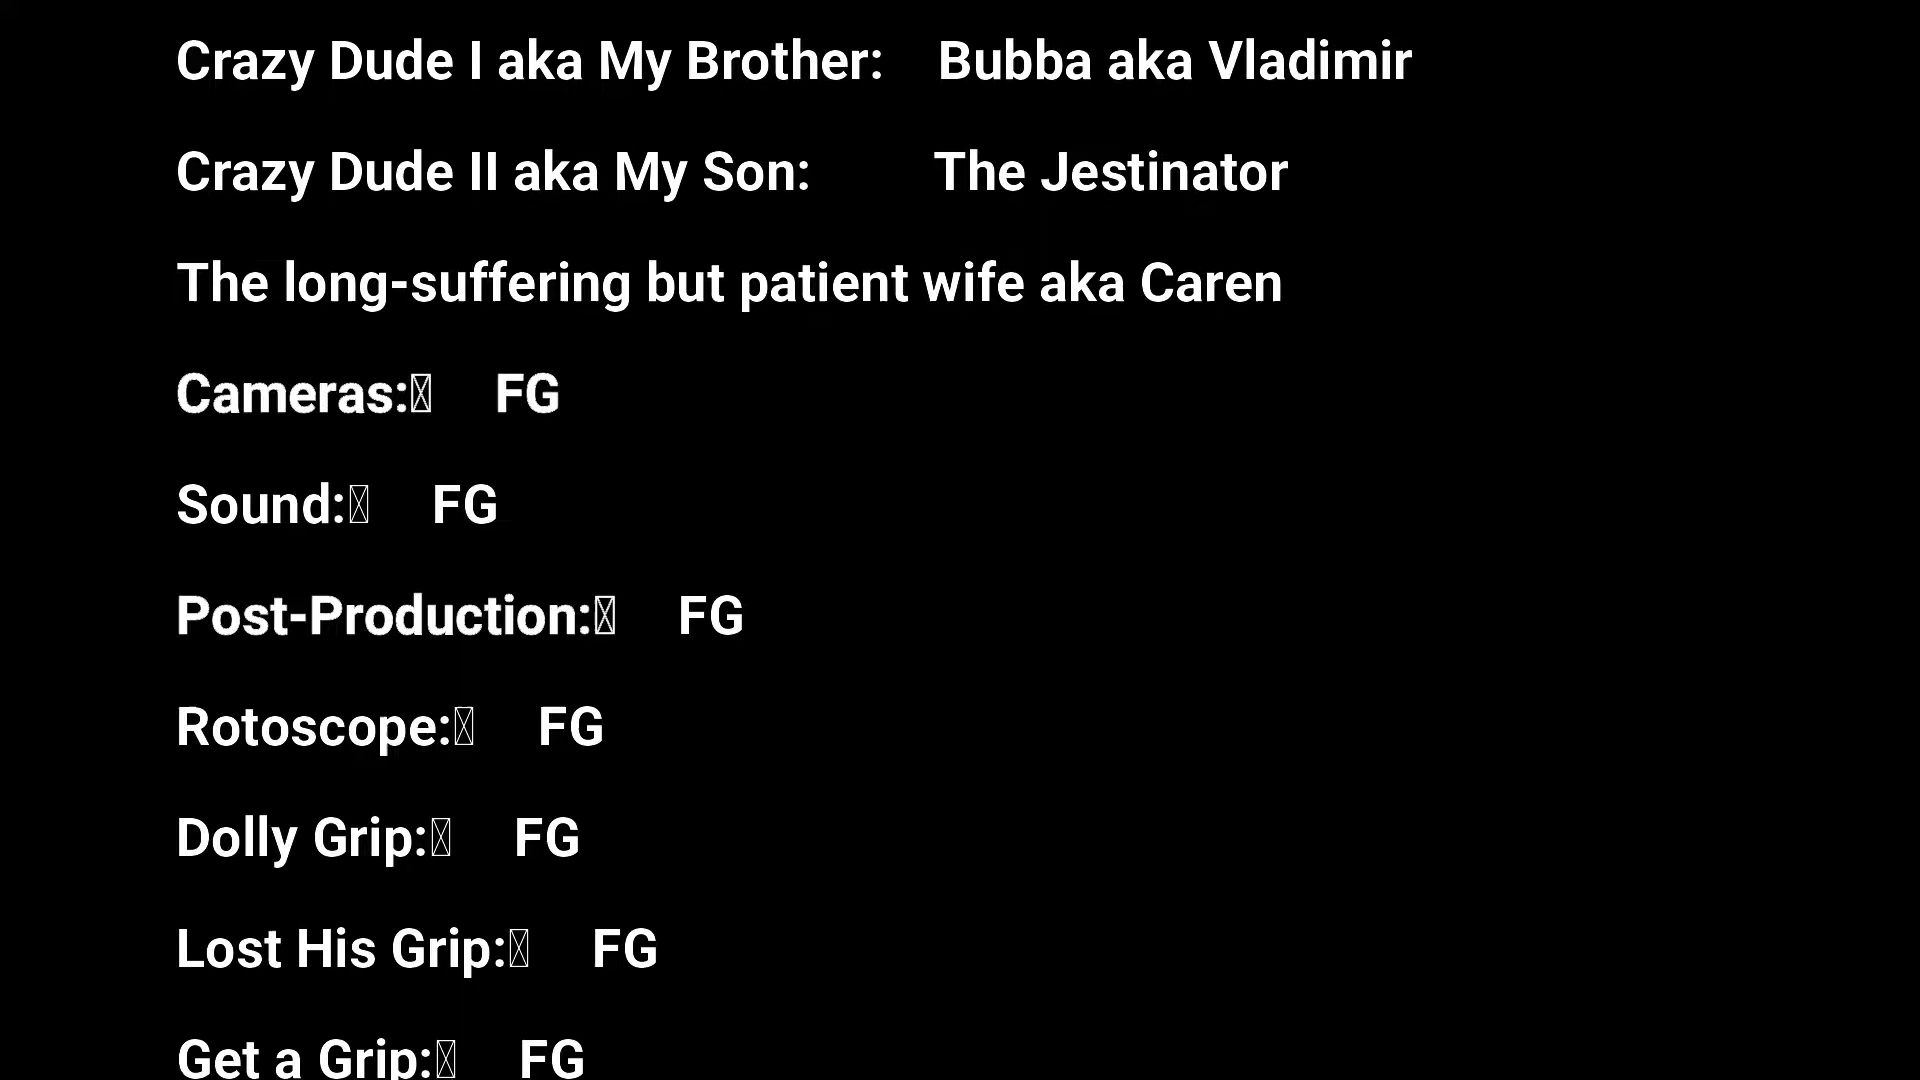 Crazy Dude I aka My Brother: Bubba aka Vladimir
Crazy Dude II aka My Son: The Jestinator
The long-suffering but patient wife aka Caren
Cameras: FG
Sound: FG
Post-Production: FG
Rotoscope: FG
Dolly Grip: FG
Lost His Grip: FG
Get a Grip: FG